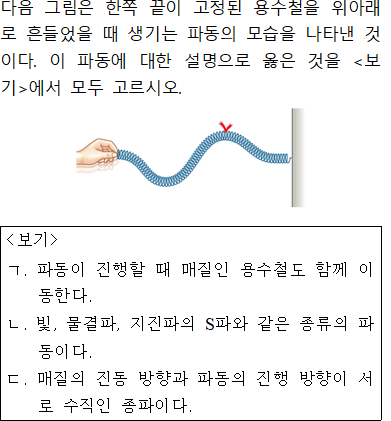 다음 그림은 한쪽 끝이 고정된 용수철을 위아래
로 흔들었을 때 생기는 파동의 모습을 나타낸 것
이다. 이 파동에 대한 설명으로 옳은 것을 <보
기>에서 모두 고르시오.
<보기>
ㄱ. 파동이 진행할 때 매질인 용수철도 함께 이
동한다.
ㄴ. 빛, 물결파, 지진파의 S파와 같은 종류의 파
동이다.
ㄷ. 매질의 진동 방향과 파동의 진행 방향이 서
로 수직인 종파이다.